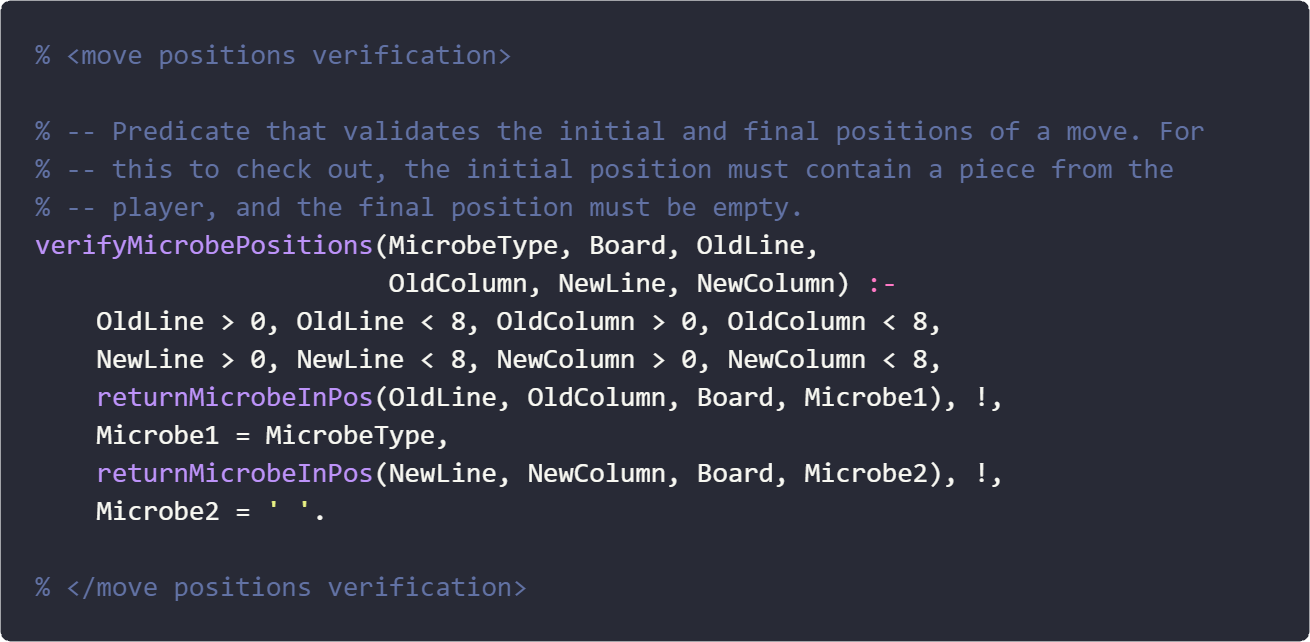 % <move positions verification>
% -- Predicate that validates the initial and final positions of a move. For
% -- this to check out, the initial position must contain a piece from the
% -- player, and the final position must be empty.
verifyMicrobePositions(MicrobeType, Board, OldLine,
                       OldColumn, NewLine, NewColumn) :-
    OldLine > 0, OldLine < 8, OldColumn > 0, OldColumn < 8,
    NewLine > 0, NewLine < 8, NewColumn > 0, NewColumn < 8,
    returnMicrobeInPos(OldLine, OldColumn, Board, Microbe1), !,
    Microbe1 = MicrobeType,
    returnMicrobeInPos(NewLine, NewColumn, Board, Microbe2), !,
    Microbe2 = ' '.
% </move positions verification>